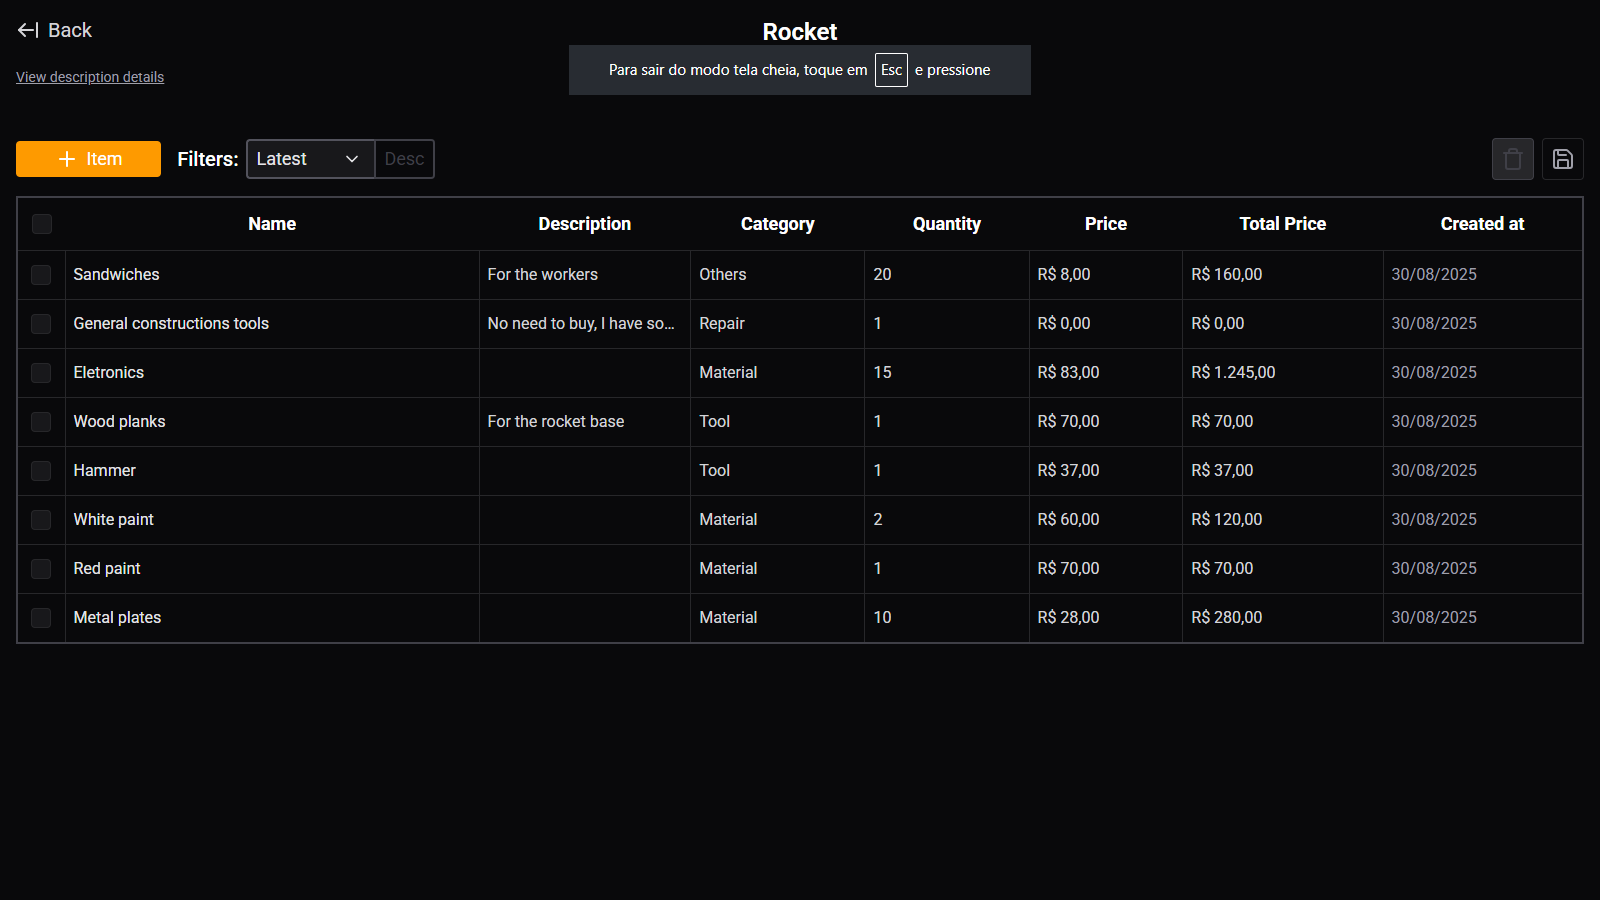 Back
Rocket
View description details
Para sair do modo tela cheia, toque em Esc e pressione
Item
Filters: Latest Desc
Name Description Category Quantity Price Total Price Created at
Sandwiches For the workers Others 20 R$ 8,00 R$ 160,00 30/08/2025
General constructions tools No need to buy, I have so... Repair 1 R$ 0,00 R$ 0,00 30/08/2025
Eletronics Material 15 R$ 83,00 R$ 1.245,00 30/08/2025
Wood planks For the rocket base Tool 1 R$ 70,00 R$ 70,00 30/08/2025
Hammer Tool 1 R$ 37,00 R$ 37,00 30/08/2025
White paint Material 2 R$ 60,00 R$ 120,00 30/08/2025
Red paint Material 1 R$ 70,00 R$ 70,00 30/08/2025
Metal plates Material 10 R$ 28,00 R$ 280,00 30/08/2025